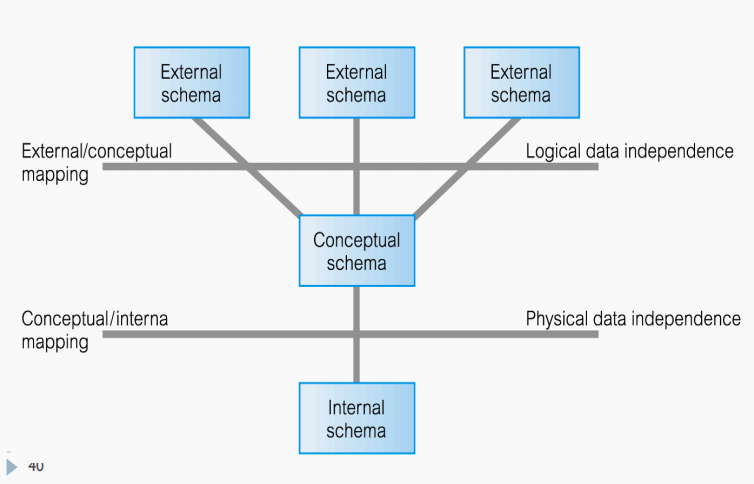 External
schema
External
schema
External
schema
External/conceptual
mapping
Logical data independence
Conceptual
schema
Conceptual/interna
mapping
Physical data independence
Internal
schema
40